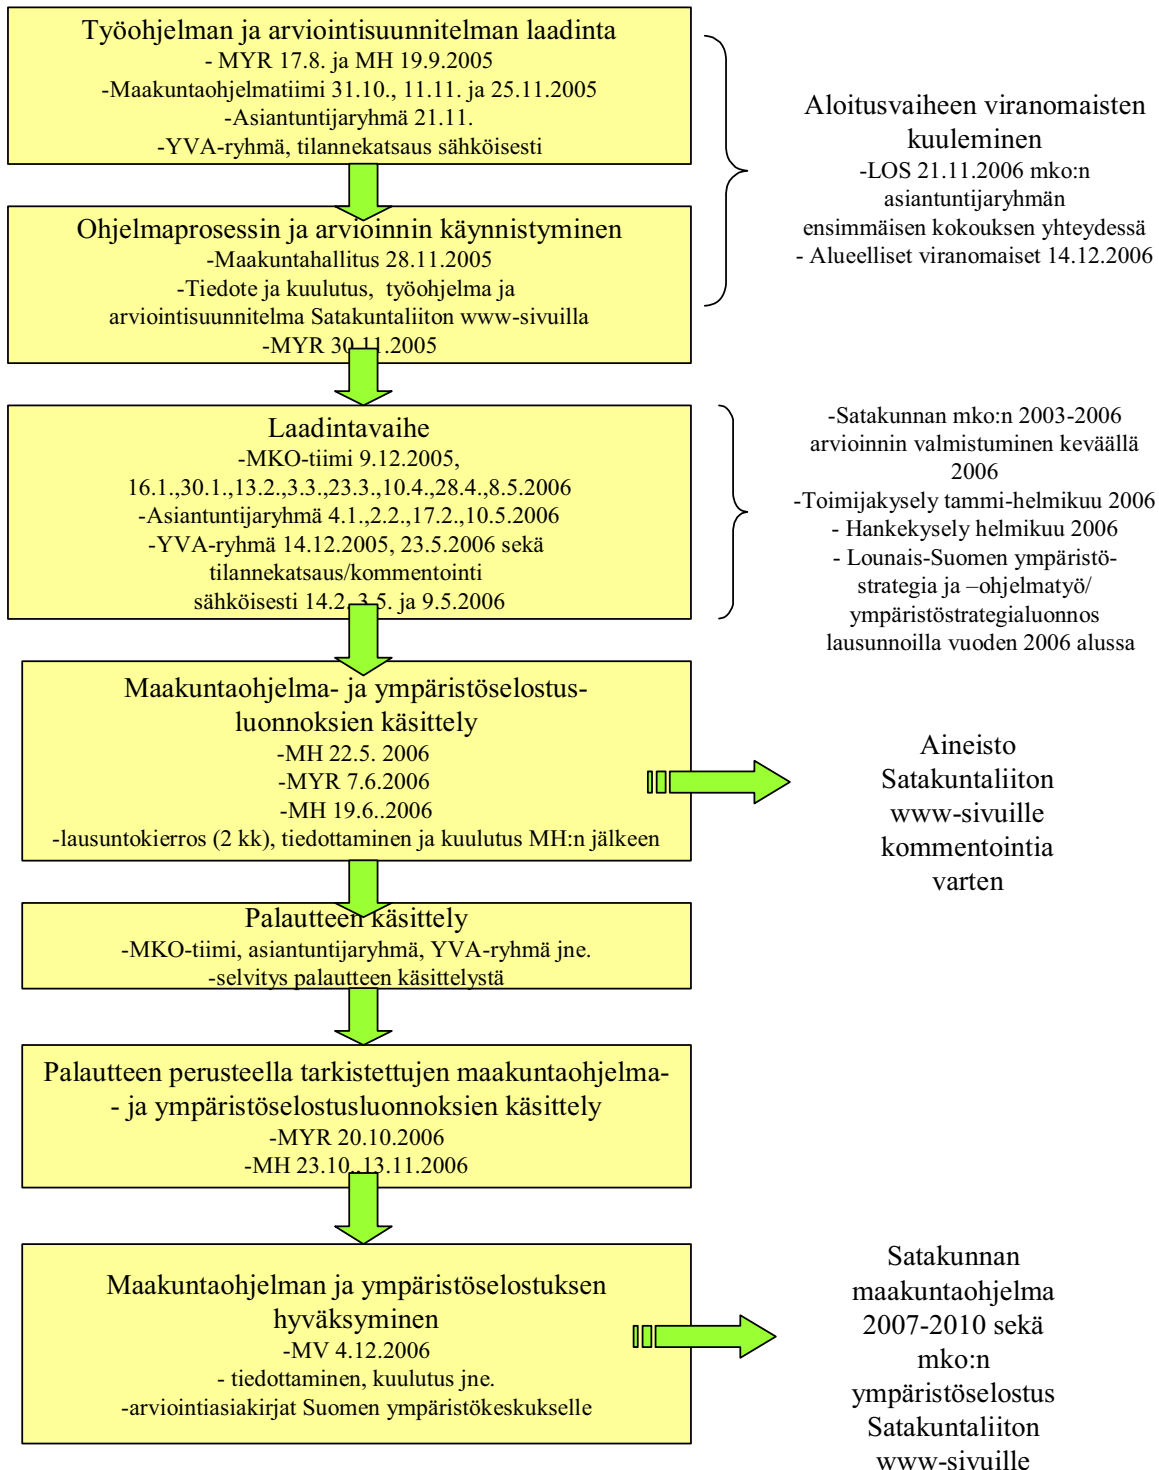 Työohjelman ja arviointisuunnitelman laadinta
- MYR 17.8. ja MH 19.9.2005
-Maakuntaohjelmatiimi 31.10., 11.11. ja 25.11.2005
-Asiantuntijaryhmä 21.11.
-YVA-ryhmä, tilannekatsaus sähköisesti
Aloitusvaiheen viranomaisten
kuuleminen
-LOS 21.11.2006 mko:n
asiantuntijaryhmän
ensimmäisen kokouksen yhteydessä
- Alueelliset viranomaiset 14.12.2006
Ohjelmaprosessin ja arvioinnin käynnistyminen
-Maakuntahallitus 28.11.2005
-Tiedote ja kuulutus, työohjelma ja
arviointisuunnitelma Satakuntaliiton www-sivuilla
-MYR 30.11.2005
Laadintavaihe
-MKO-tiimi 9.12.2005,
16.1.,30.1.,13.2.,3.3.,23.3.,10.4.,28.4.,8.5.2006
-Asiantuntijaryhmä 4.1.,2.2.,17.2.,10.5.2006
-YVA-ryhmä 14.12.2005, 23.5.2006 sekä
tilannekatsaus/kommentointi
sähköisesti 14.2. 3.5. ja 9.5.2006
-Satakunnan mko:n 2003-2006
arvioinnin valmistuminen keväällä
2006
-Toimijakysely tammi-helmikuu 2006
- Hankekysely helmikuu 2006
- Lounais-Suomen ympäristö-
strategia ja –ohjelmatyö/
ympäristöstrategialuonnos
lausunnoilla vuoden 2006 alussa
Maakuntaohjelma- ja ympäristöselostus-
luonnoksien käsittely
-MH 22.5. 2006
-MYR 7.6.2006
-MH 19.6..2006
-lausuntokierros (2 kk), tiedottaminen ja kuulutus MH:n jälkeen
Aineisto
Satakuntaliiton
www-sivuille
kommentointia
varten
Palautteen käsittely
-MKO-tiimi, asiantuntijaryhmä, YVA-ryhmä jne.
-selvitys palautteen käsittelystä
Palautteen perusteella tarkistettujen maakuntaohjelma-
- ja ympäristöselostusluonnoksien käsittely
-MYR 20.10.2006
-MH 23.10.,13.11.2006
Maakuntaohjelman ja ympäristöselostuksen
hyväksyminen
-MV 4.12.2006
- tiedottaminen, kuulutus jne.
-arviointiasiakirjat Suomen ympäristökeskukselle
Satakunnan
maakuntaohjelma
2007-2010 sekä
mko:n
ympäristöselostus
Satakuntaliiton
www-sivuille